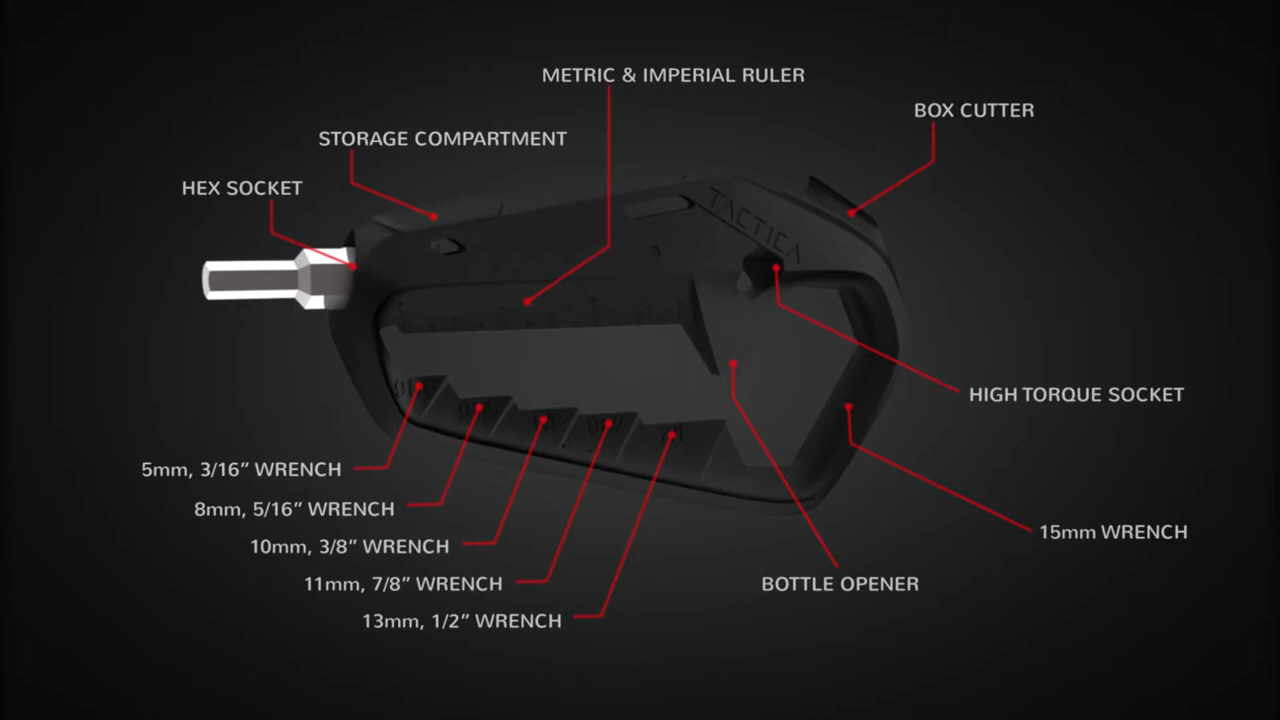 METRIC & IMPERIAL RULER
BOX CUTTER
STORAGE COMPARTMENT
HEX SOCKET
TACTICA
HIGH TORQUE SOCKET
5mm, 3/16” WRENCH
8mm, 5/16” WRENCH
10mm, 3/8” WRENCH
11mm, 7/8” WRENCH
13mm, 1/2” WRENCH
15mm WRENCH
BOTTLE OPENER